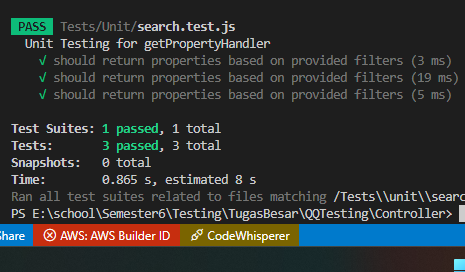 PASS Tests/Unit/search.test.js
Unit Testing for getPropertyHandler
√ should return properties based on provided filters (3 ms)
√ should return properties based on provided filters (19 ms)
√ should return properties based on provided filters (5 ms)
Test Suites: 1 passed, 1 total
Tests: 3 passed, 3 total
Snapshots: 0 total
Time: 0.865 s, estimated 8 s
Ran all test suites related to files matching /Tests\\unit\\searc
PS E:\school\Semester6\Testing\TugasBesar\QQTesting\Controller>
Share AWS: AWS Builder ID CodeWhisperer